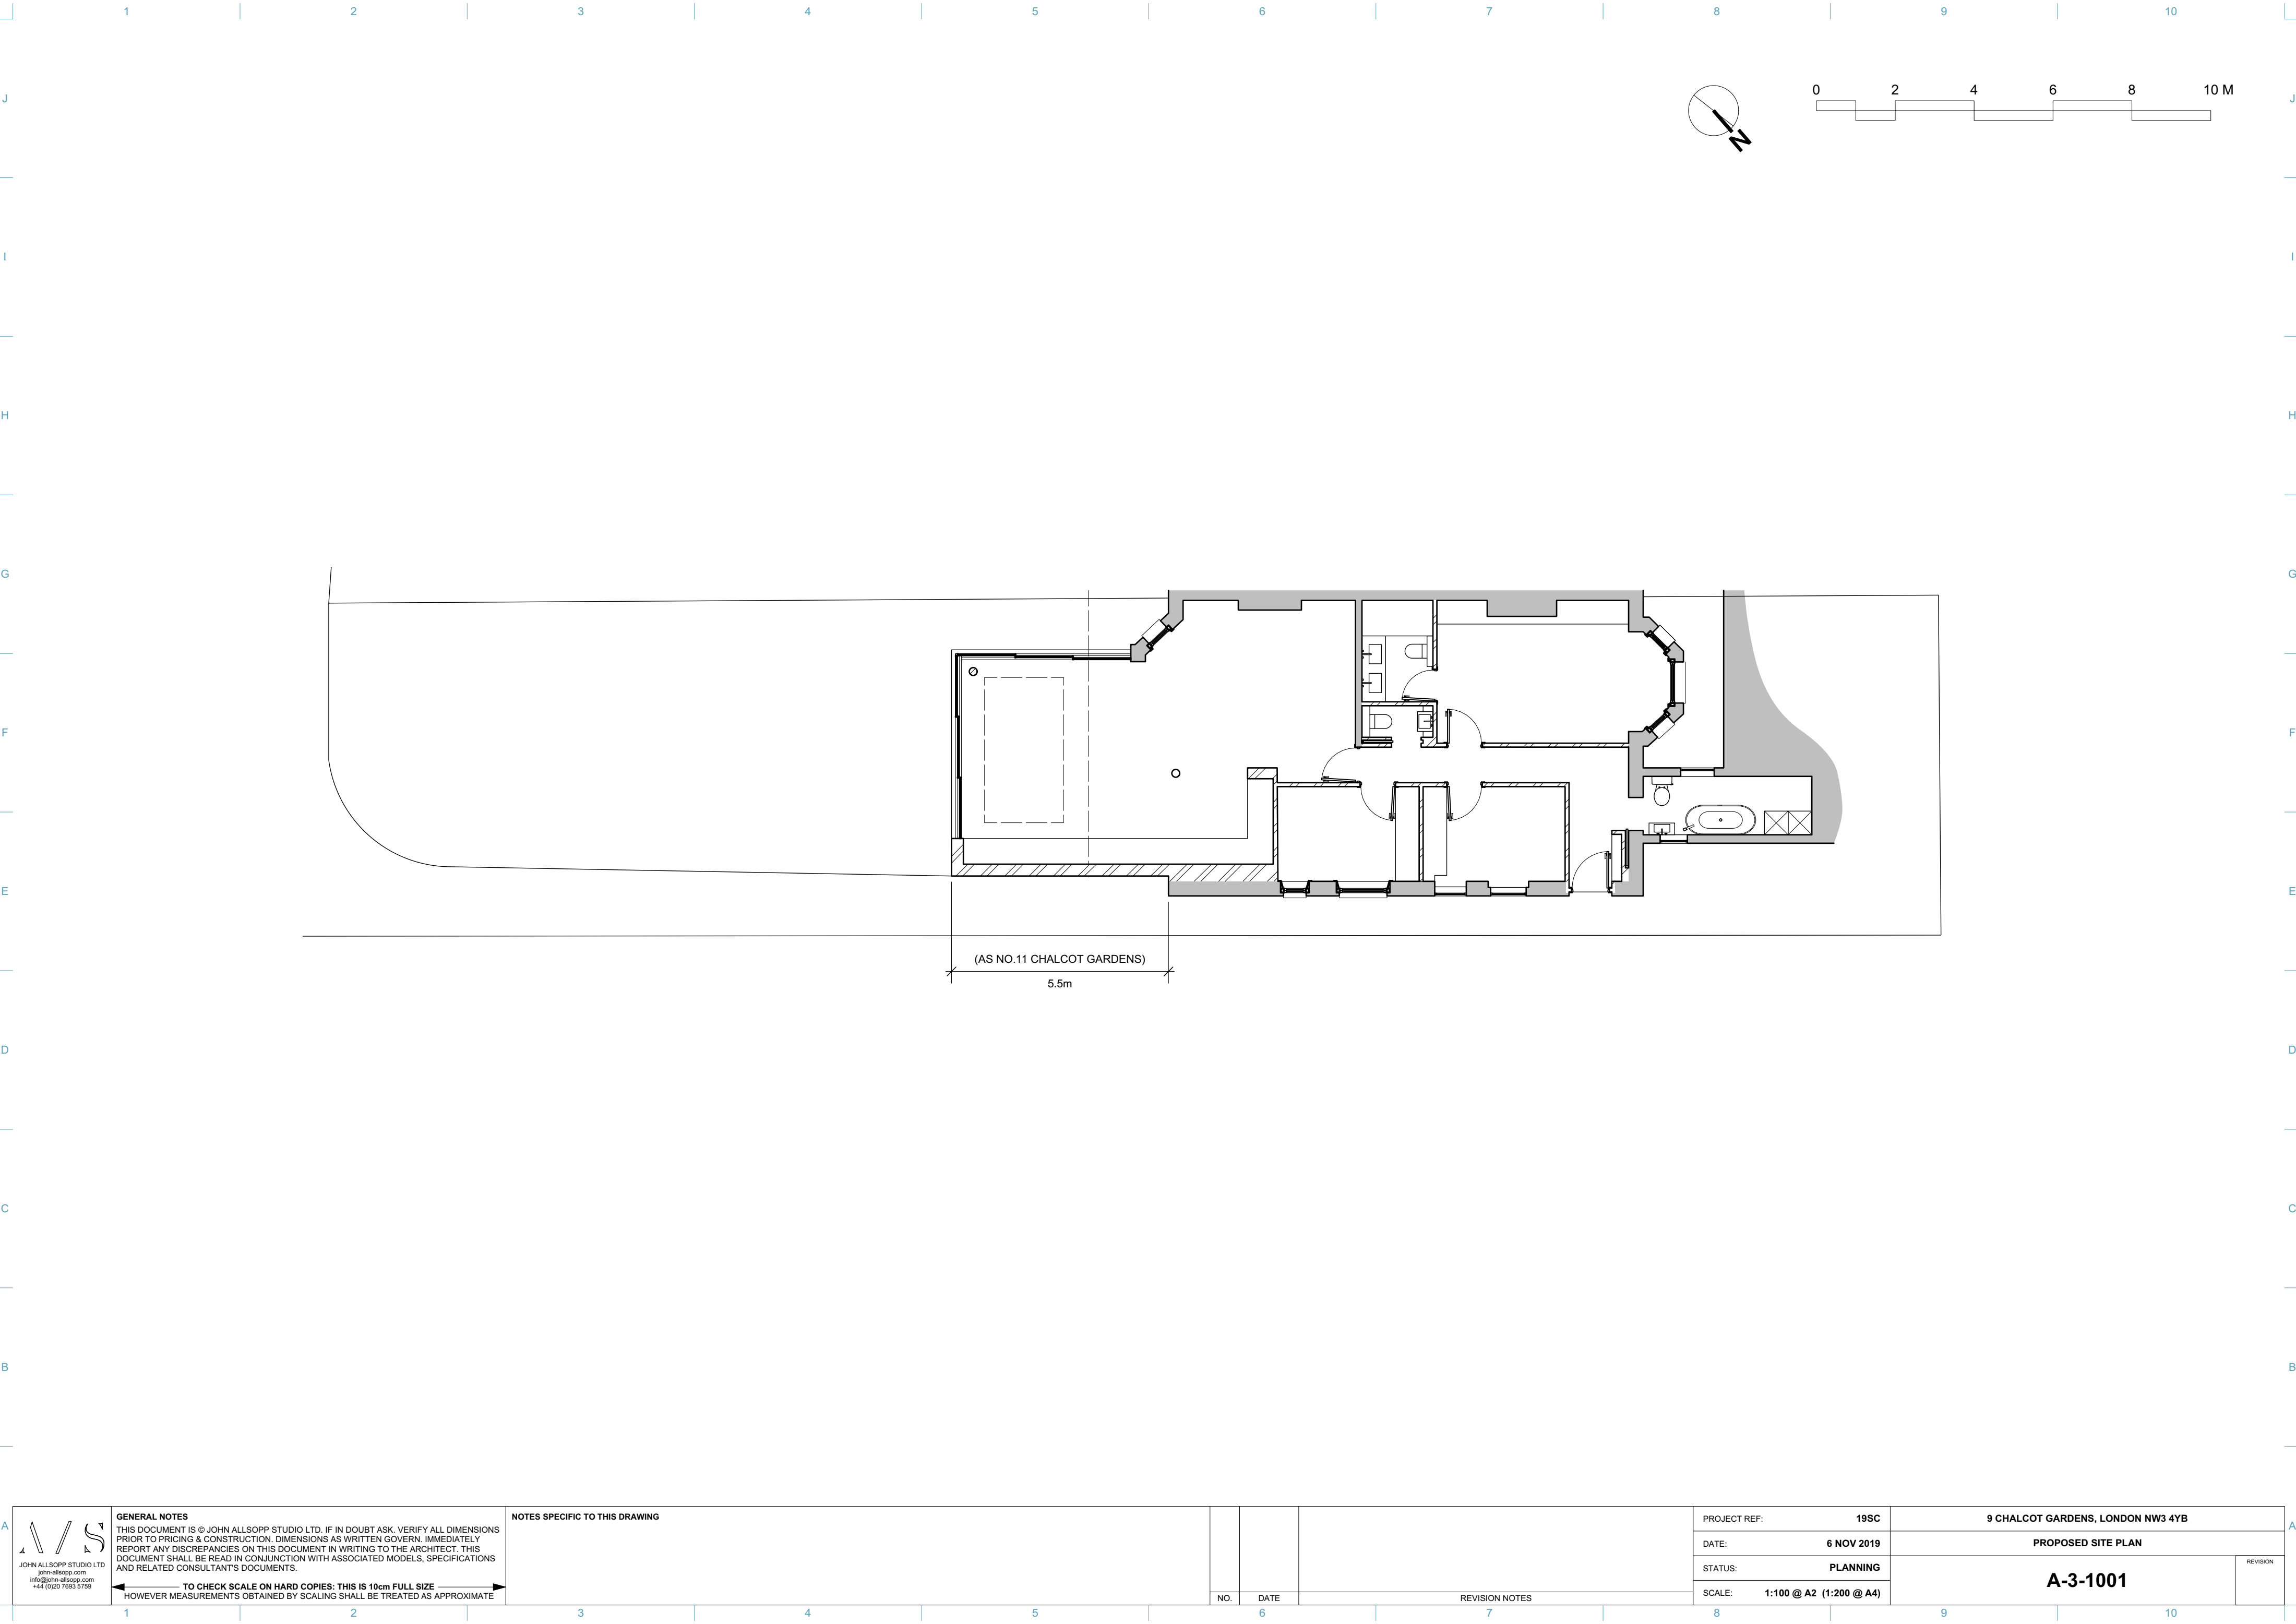 1 2 3 4 5 6 7 8 9 10
0 2 4 6 8 10 M
N
J J
I I
H H
G G
F F
E E
D D
C C
B B
A A
(AS NO.11 CHALCOT GARDENS)
5.5m
JOHN ALLSOPP STUDIO LTD
john-allsopp.com
info@john-allsopp.com
+44 (0)20 7693 5759
GENERAL NOTES
THIS DOCUMENT IS © JOHN ALLSOPP STUDIO LTD. IF IN DOUBT ASK. VERIFY ALL DIMENSIONS
PRIOR TO PRICING & CONSTRUCTION. DIMENSIONS AS WRITTEN GOVERN. IMMEDIATELY
REPORT ANY DISCREPANCIES ON THIS DOCUMENT IN WRITING TO THE ARCHITECT. THIS
DOCUMENT SHALL BE READ IN CONJUNCTION WITH ASSOCIATED MODELS, SPECIFICATIONS
AND RELATED CONSULTANT'S DOCUMENTS.
TO CHECK SCALE ON HARD COPIES: THIS IS 10cm FULL SIZE
HOWEVER MEASUREMENTS OBTAINED BY SCALING SHALL BE TREATED AS APPROXIMATE
NOTES SPECIFIC TO THIS DRAWING
NO. DATE REVISION NOTES
PROJECT REF: 19SC
DATE: 6 NOV 2019
STATUS: PLANNING
SCALE: 1:100 @ A2 (1:200 @ A4)
9 CHALCOT GARDENS, LONDON NW3 4YB
PROPOSED SITE PLAN
A-3-1001
REVISION
1 2 3 4 5 6 7 8 9 10